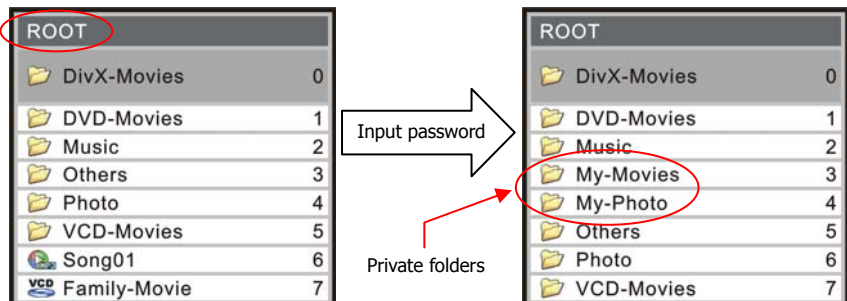 ROOT
DivX-Movies 0
DVD-Movies 1
Music 2
Others 3
Photo 4
VCD-Movies 5
Song01 6
VCD Family-Movie 7
Input password
Private folders
ROOT
DivX-Movies 0
DVD-Movies 1
Music 2
My-Movies 3
My-Photo 4
Others 5
Photo 6
VCD-Movies 7